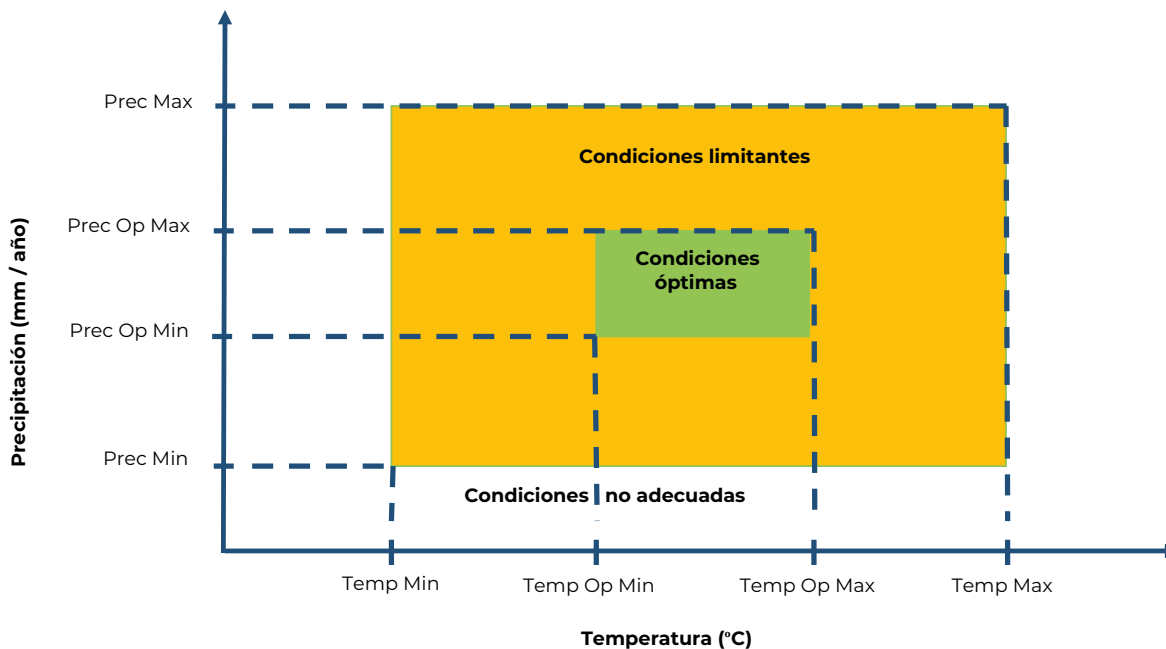 Prec Max
Condiciones limitantes
Prec Op Max
Condiciones
óptimas
Prec Op Min
Prec Min
Condiciones no adecuadas
Precipitación (mm / año)
Temp Min
Temp Op Min
Temp Op Max
Temp Max
Temperatura (°C)